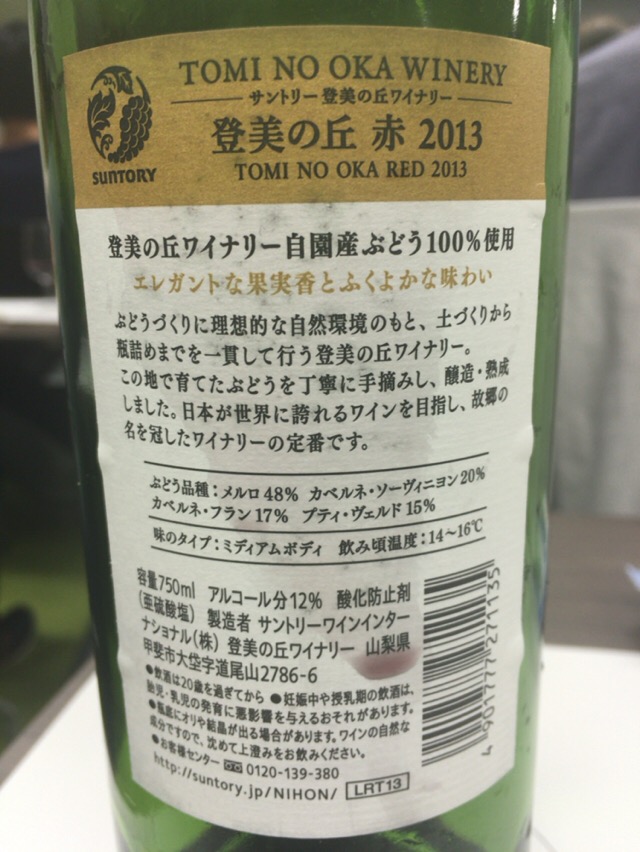 TOMI NO OKA WINERY
サントリー 登美の丘ワイナリー
登美の丘 赤 2013
TOMI NO OKA RED 2013
SUNTORY
登美の丘ワイナリー自園産ぶどう100%使用
エレガントな果実香とふくよかな味わい
ぶどうづくりに理想的な自然環境のもと、土づくりから
瓶詰めまでを一貫して行う登美の丘ワイナリー。
この地で育てたぶどうを丁寧に手摘みし、醸造・熟成
しました。日本が世界に誇れるワインを目指し、故郷の
名を冠したワイナリーの定番です。
ぶどう品種：メルロ48% カベルネ・ソーヴィニヨン20%
カベルネ・フラン17% プティ・ヴェルド15%
味のタイプ：ミディアムボディ 飲み頃温度：14〜16℃
容量750ml アルコール分12% 酸化防止剤
(亜硫酸塩) 製造者 サントリーワインインター
ナショナル(株) 登美の丘ワイナリー 山梨県
甲斐市大垈字道尾山2786-6
●飲酒は20歳を過ぎてから ●妊娠中や授乳期の飲酒は、
胎児・乳児の発育に悪影響を与えるおそれがあります。
●瓶底にオリや結晶が出る場合があります。ワインの自然な
成分ですので、沈めて上澄みをお飲みください。
●お客様センター 0120-139-380
http://suntory.jp/NIHON/ LRT13
4 901777 271135